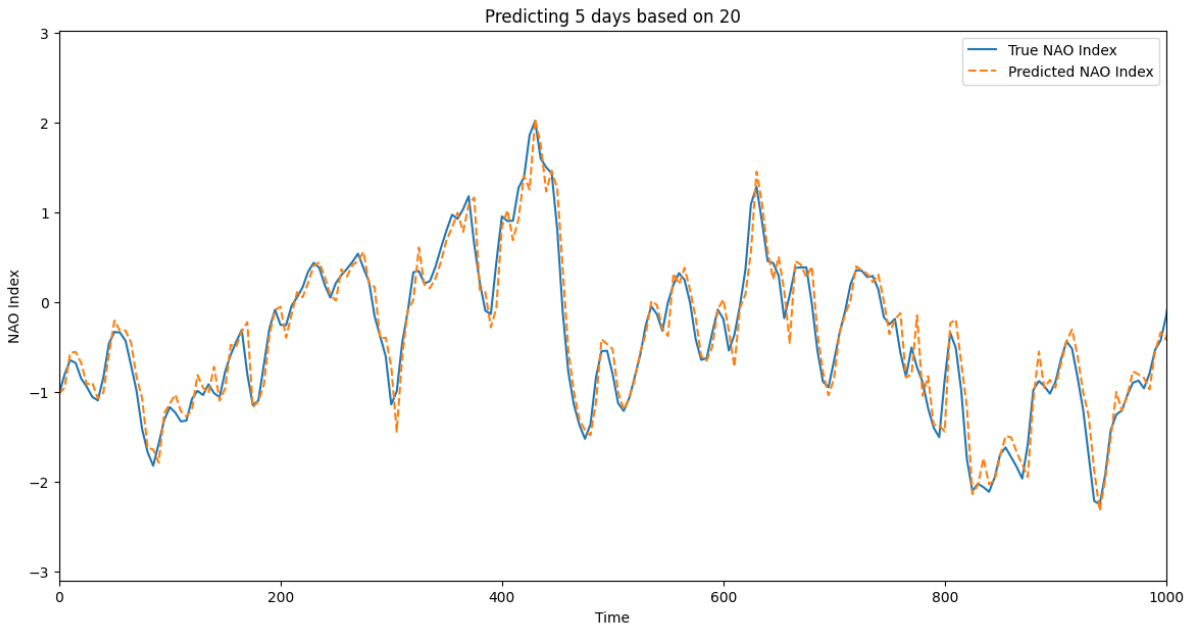 Predicting 5 days based on 20
True NAO Index
Predicted NAO Index
NAO Index
3
2
1
0
−1
−2
−3
0
200
400
600
800
1000
Time